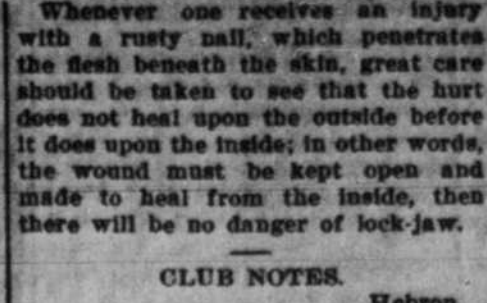 Whenever one receives an injury
with a rusty nail, which penetrates
the flesh beneath the skin, great care
should be taken to see that the hurt
does not heal upon the outside before
it does upon the inside; in other words,
the wound must be kept open and
made to heal from the inside, then
there will be no danger of lock-jaw.
CLUB NOTES.
Hebron